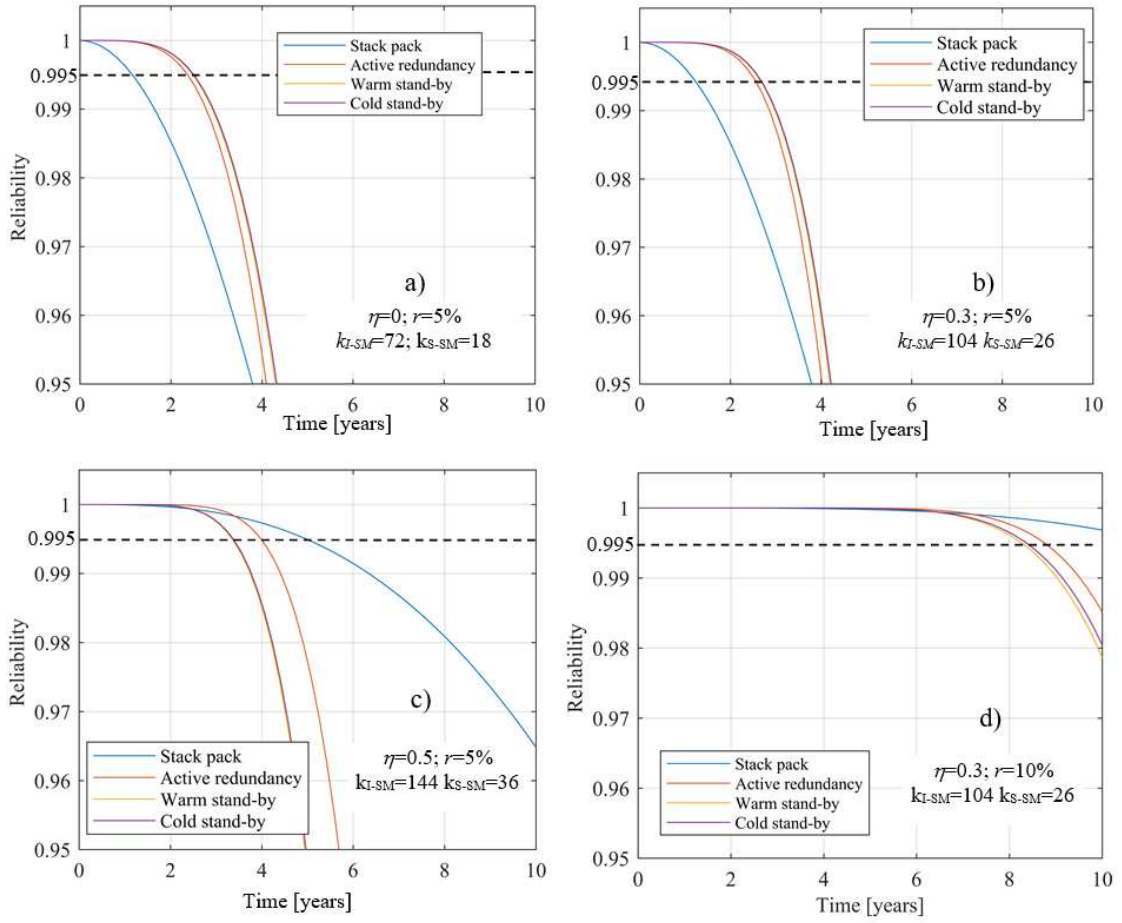 1
0.995
0.99
0.98
0.97
0.96
0.95
Reliability
Stack pack
Active redundancy
Warm stand-by
Cold stand-by
a)
η=0; r=5%
kI-SM=72; kS-SM=18
0 2 4 6 8 10
Time [years]
1
0.995
0.99
0.98
0.97
0.96
0.95
Reliability
Stack pack
Active redundancy
Warm stand-by
Cold stand-by
b)
η=0.3; r=5%
kI-SM=104 kS-SM=26
0 2 4 6 8 10
Time [years]
1
0.995
0.99
0.98
0.97
0.96
0.95
Reliability
c)
Stack pack
Active redundancy
Warm stand-by
Cold stand-by
η=0.5; r=5%
kI-SM=144 kS-SM=36
0 2 4 6 8 10
Time [years]
1
0.995
0.99
0.98
0.97
0.96
0.95
Reliability
d)
Stack pack
Active redundancy
Warm stand-by
Cold stand-by
η=0.3; r=10%
kI-SM=104 kS-SM=26
0 2 4 6 8 10
Time [years]